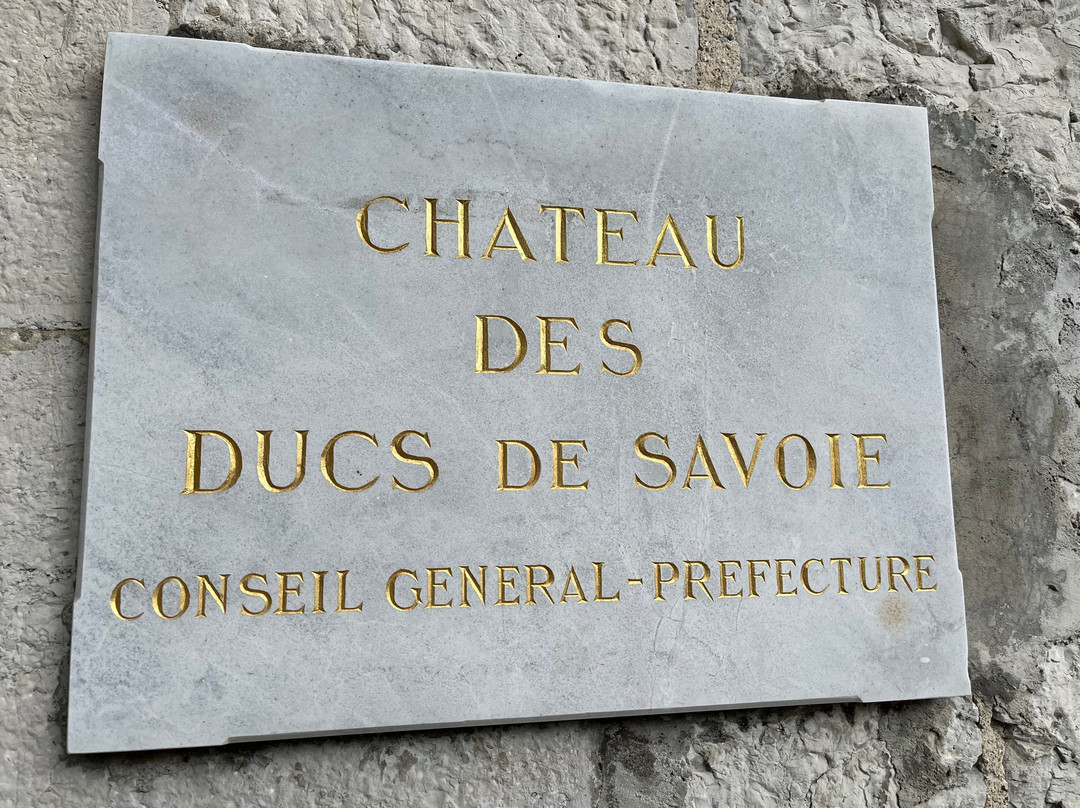 CHATEAU
DES
DUCS DE SAVOIE
CONSEIL GENERAL-PREFECTURE